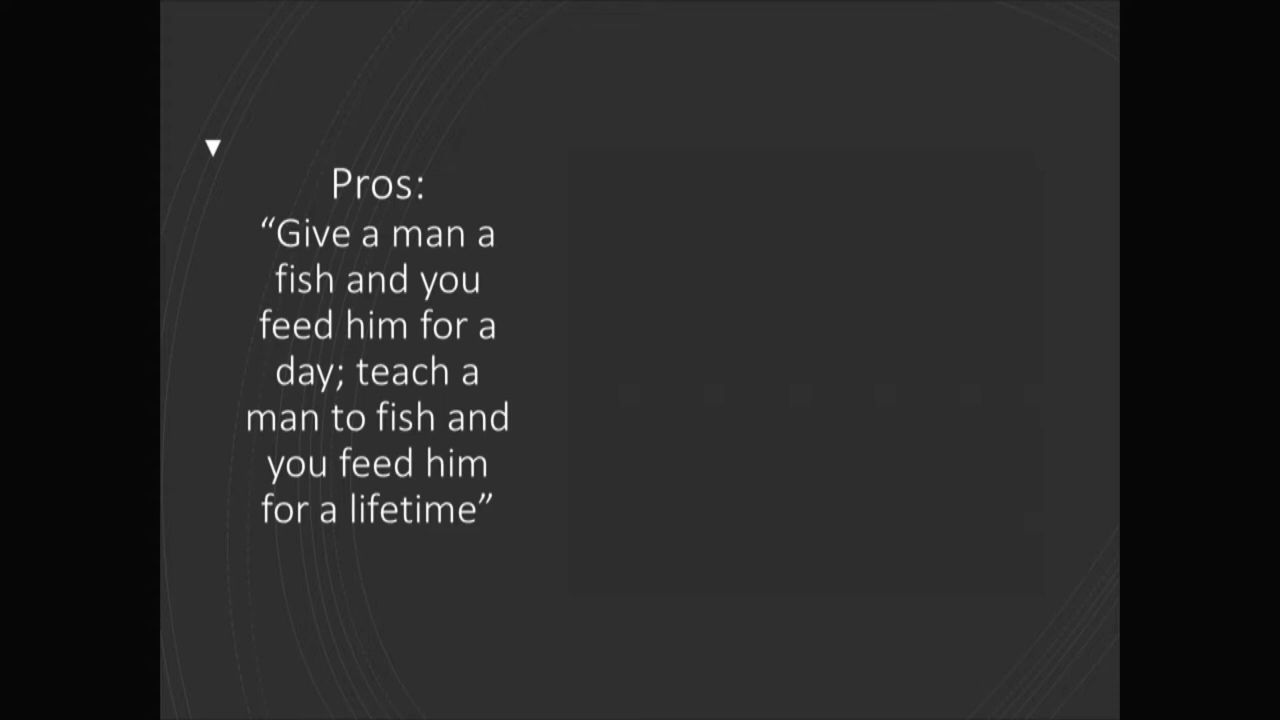 Pros:
“Give a man a
fish and you
feed him for a
day; teach a
man to fish and
you feed him
for a lifetime”